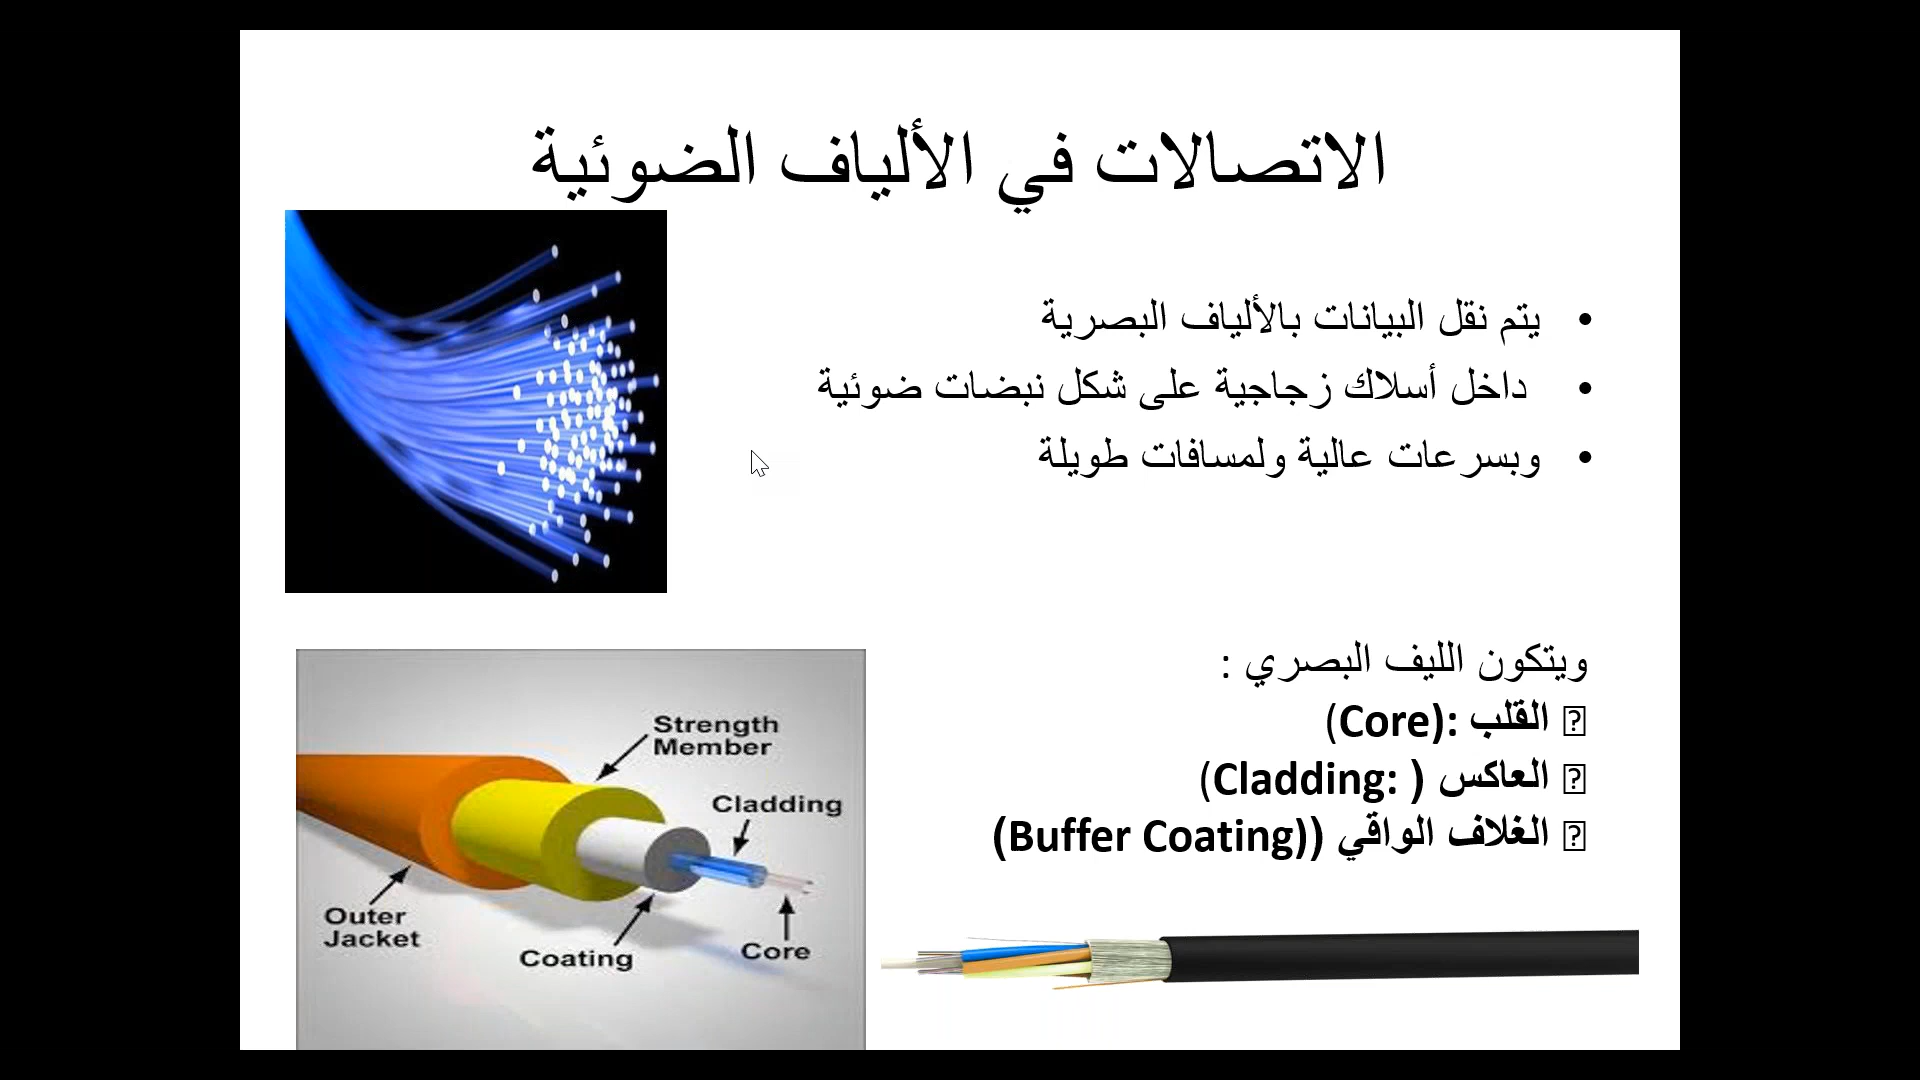 الاتصالات في الألياف الضوئية
• يتم نقل البيانات بالألياف البصرية
• داخل أسلاك زجاجية على شكل نبضات ضوئية
• وبسرعات عالية ولمسافات طويلة
ويتكون الليف البصري :
القلب :(Core)
العاكس ( :Cladding)
الغلاف الواقي ((Buffer Coating))
Strength
Member
Cladding
Outer
Jacket
Coating
Core